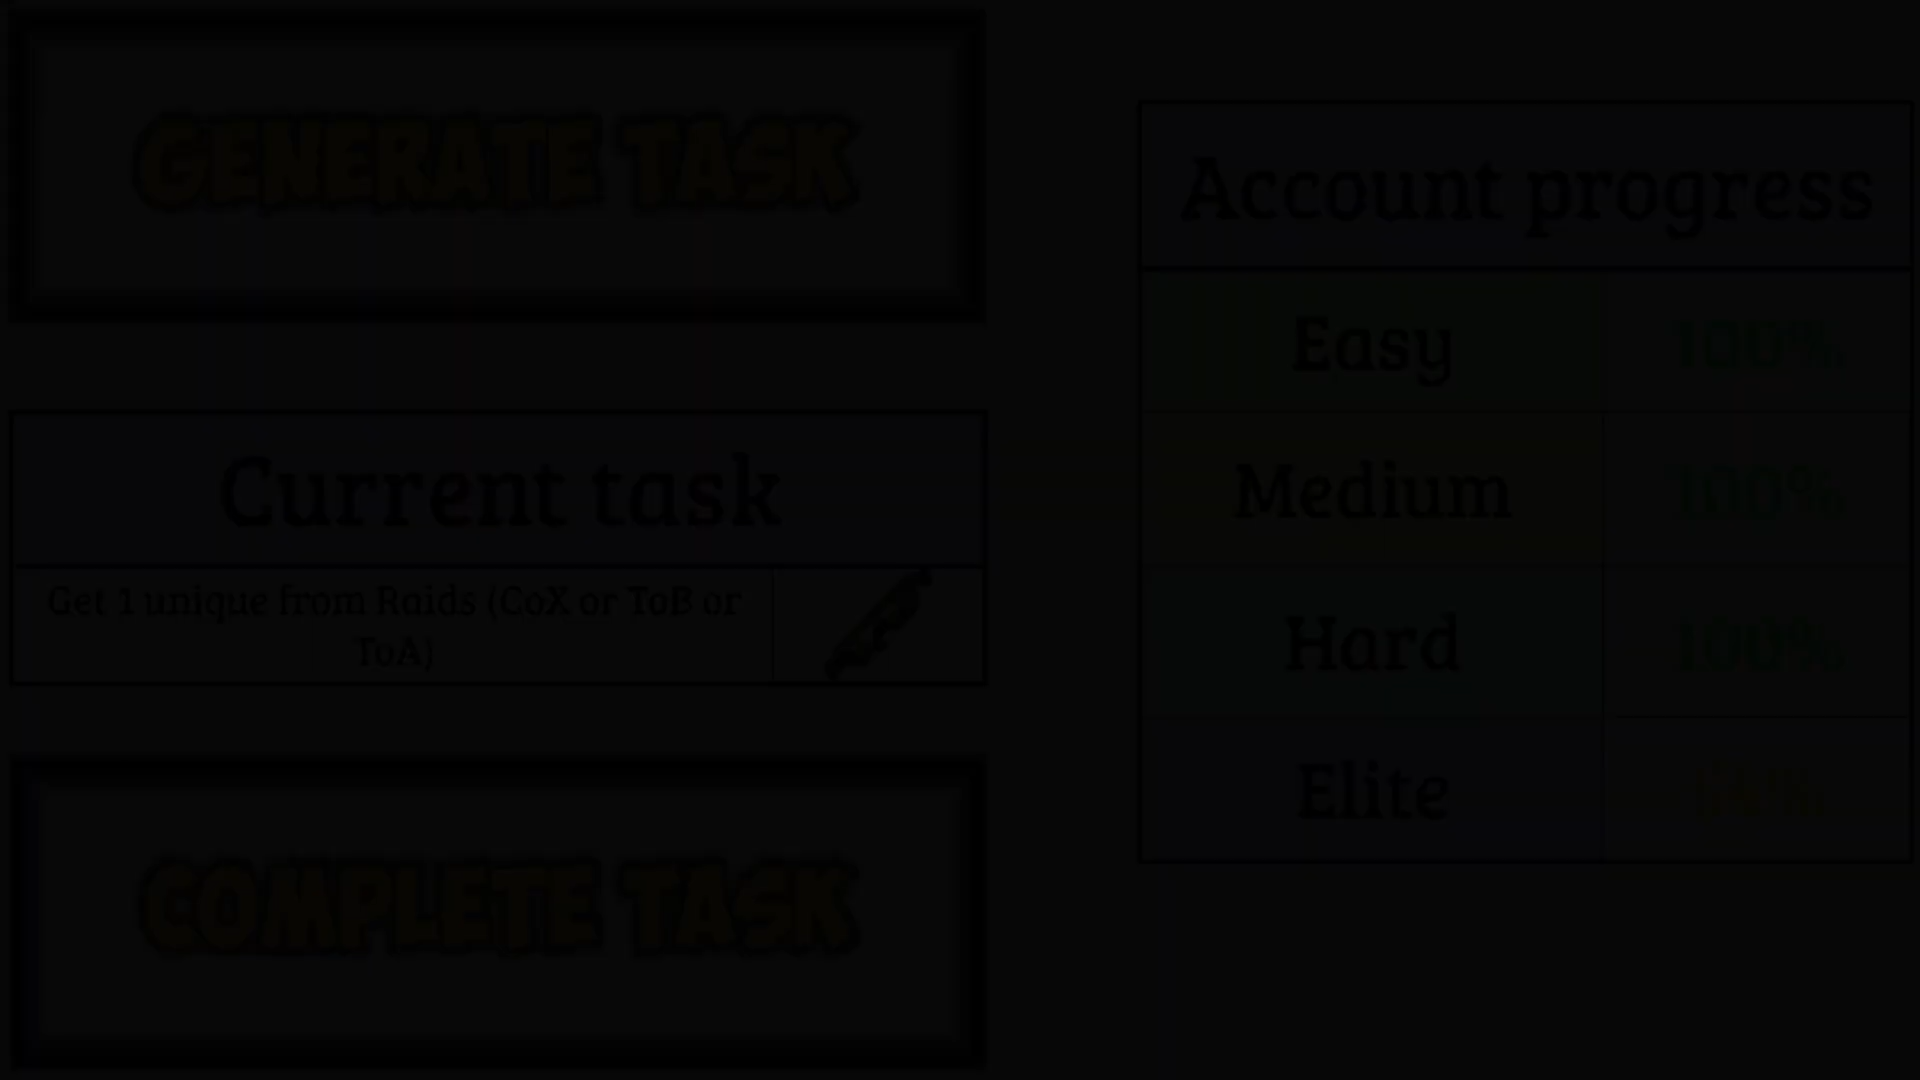 GENERATE TASK
Current task
Get 1 unique from Raids (CoX or ToB or
ToA)
COMPLETE TASK
Account progress
Easy 100%
Medium 100%
Hard 100%
Elite